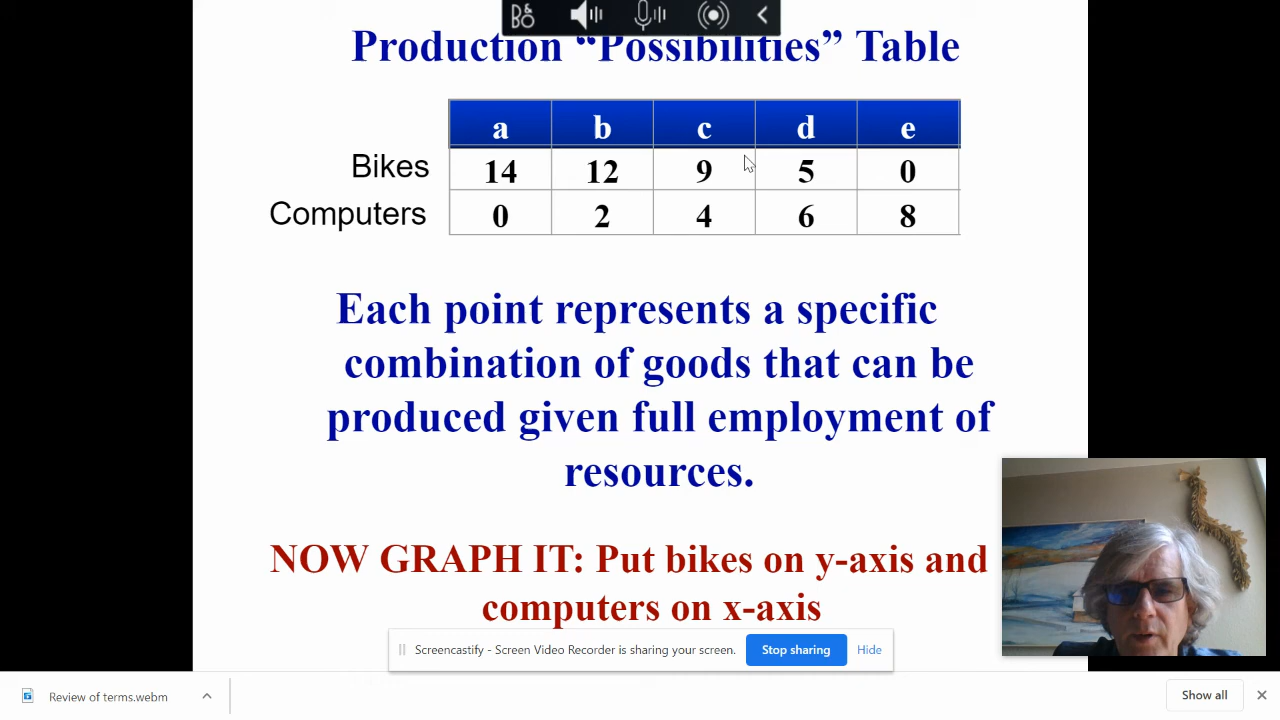 B&O
Production “Possibilities” Table
a b c d e
Bikes 14 12 9 5 0
Computers 0 2 4 6 8
Each point represents a specific
combination of goods that can be
produced given full employment of
resources.
NOW GRAPH IT: Put bikes on y-axis and
computers on x-axis
Screencastify - Screen Video Recorder is sharing your screen. Stop sharing Hide
Review of terms.webm Show all